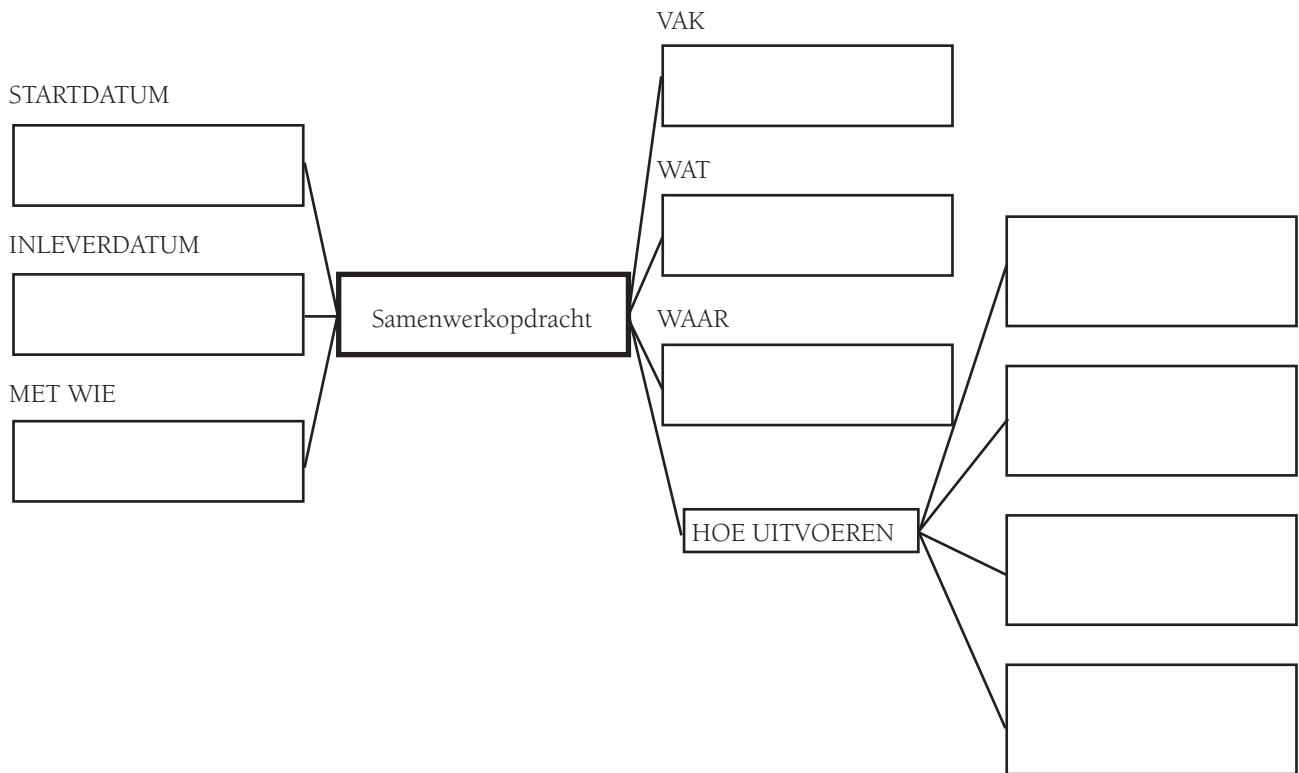 STARTDATUM
INLEVERDATUM
MET WIE
Samenwerkopdracht
VAK
WAT
WAAR
HOE UITVOEREN